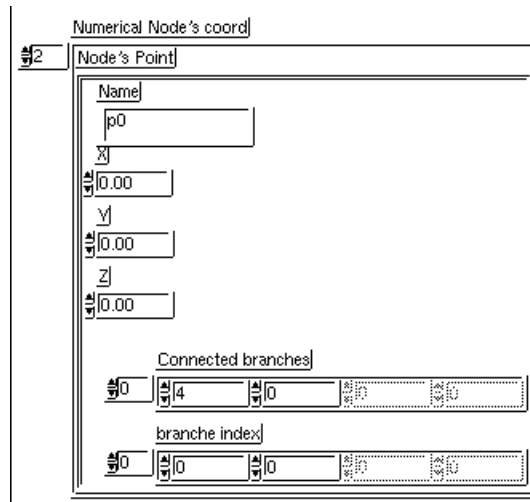 Numerical Node's coord
2 Node's Point
Name
p0
X
0.00
Y
0.00
Z
0.00
Connected branches
0 4 0 0 0
branche index
0 0 0 0 0